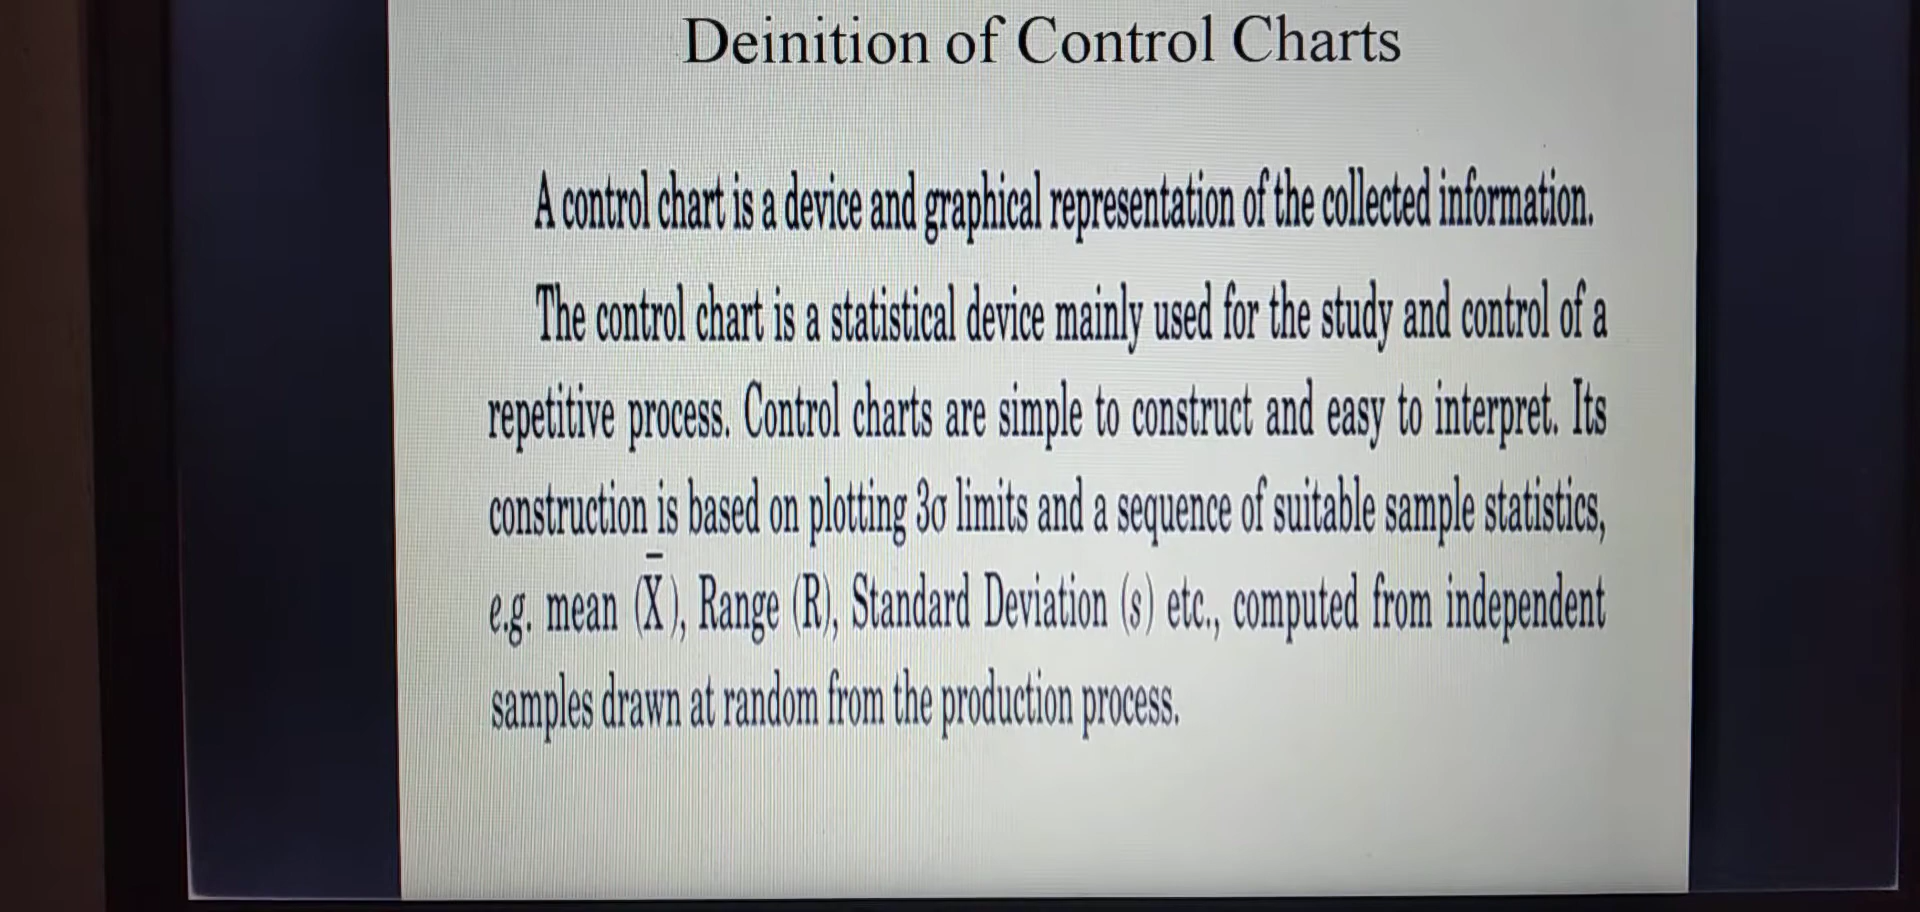 Deinition of Control Charts
A control chart is a device and graphical representation of the collected information.
The control chart is a statistical device mainly used for the study and control of a
repetitive process. Control charts are simple to construct and easy to interpret. Its
construction is based on plotting 3σ limits and a sequence of suitable sample statistics,
e.g. mean (X̄), Range (R), Standard Deviation (s) etc., computed from independent
samples drawn at random from the production process.